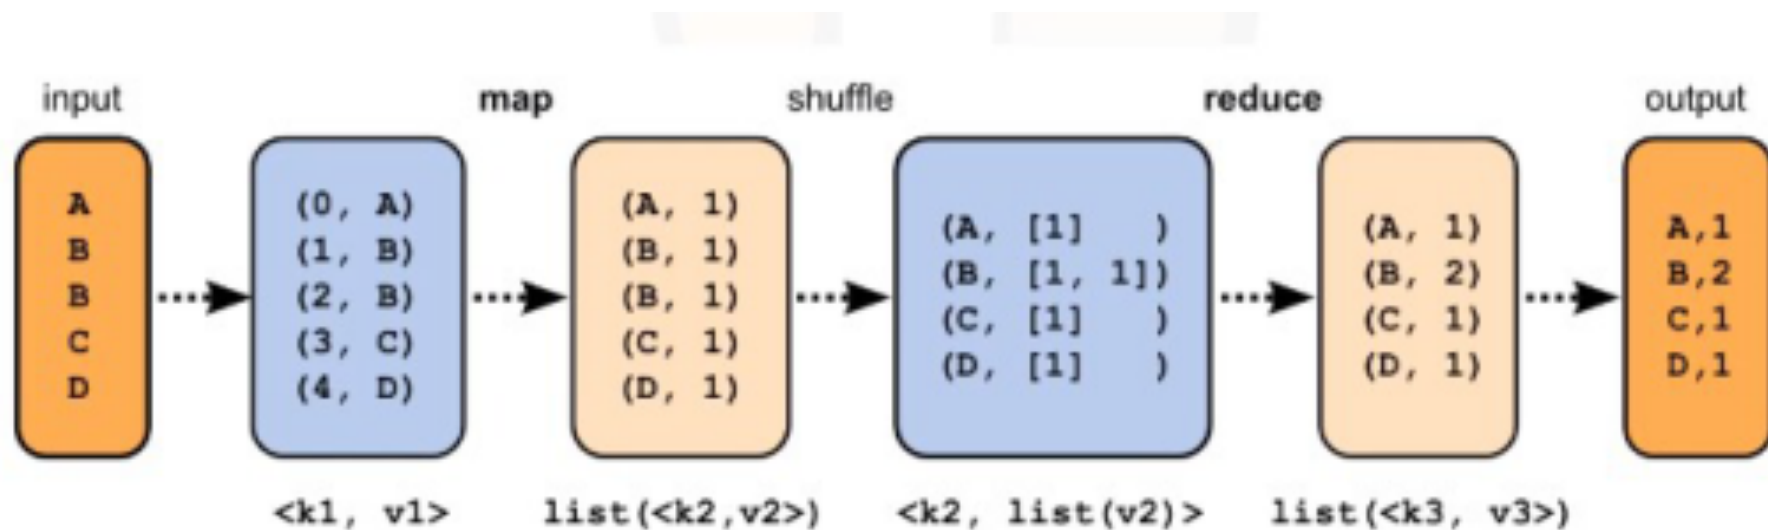 input
map
shuffle
reduce
output
A
B
B
C
D
(0, A)
(1, B)
(2, B)
(3, C)
(4, D)
(A, 1)
(B, 1)
(B, 1)
(C, 1)
(D, 1)
(A, [1] )
(B, [1, 1])
(C, [1] )
(D, [1] )
(A, 1)
(B, 2)
(C, 1)
(D, 1)
A,1
B,2
C,1
D,1
<k1, v1>
list(<k2,v2>)
<k2, list(v2)>
list(<k3, v3>)